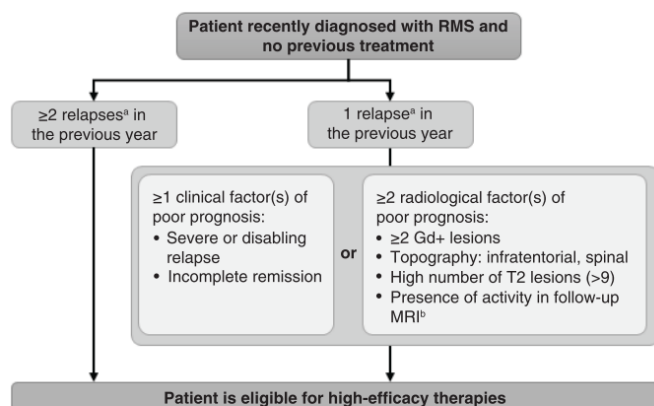 Patient recently diagnosed with RMS and
no previous treatment
≥2 relapsesᵃ in
the previous year
1 relapseᵃ in
the previous year
≥1 clinical factor(s) of
poor prognosis:
• Severe or disabling
relapse
• Incomplete remission
or
≥2 radiological factor(s) of
poor prognosis:
• ≥2 Gd+ lesions
• Topography: infratentorial, spinal
• High number of T2 lesions (>9)
• Presence of activity in follow-up
MRIᵇ
Patient is eligible for high-efficacy therapies